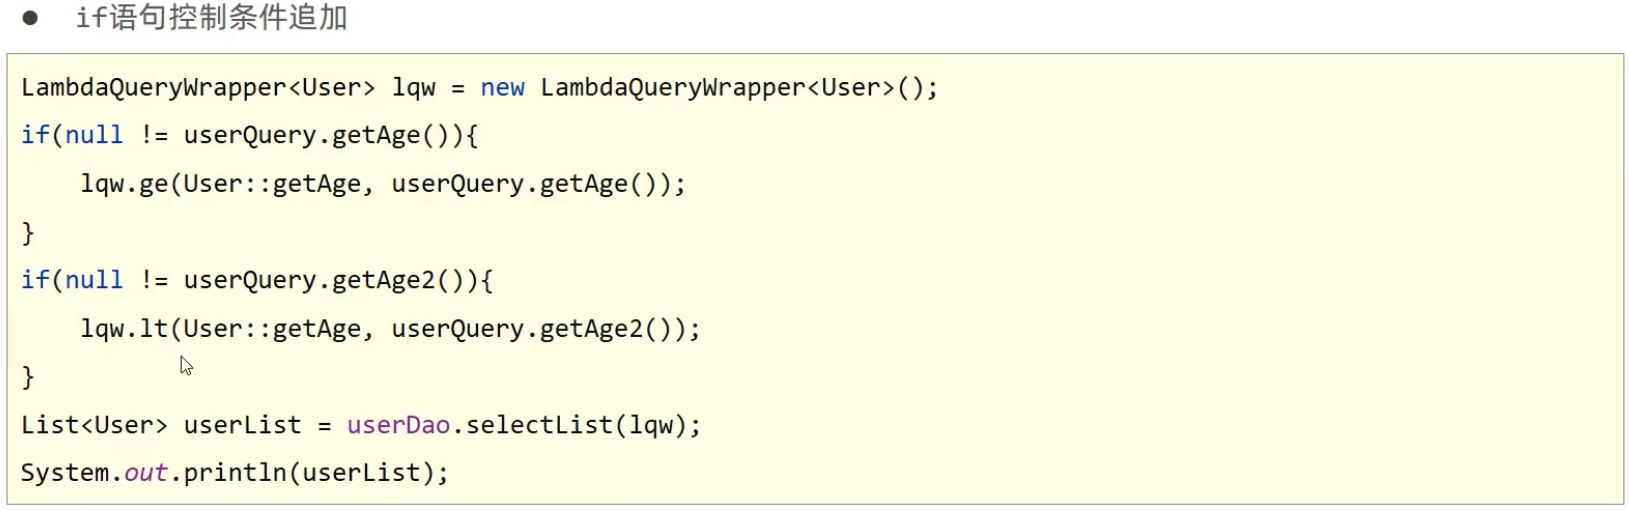 ● if语句控制条件追加
LambdaQueryWrapper<User> lqw = new LambdaQueryWrapper<User>();
if(null != userQuery.getAge()){
    lqw.ge(User::getAge, userQuery.getAge());
}
if(null != userQuery.getAge2()){
    lqw.lt(User::getAge, userQuery.getAge2());
}
List<User> userList = userDao.selectList(lqw);
System.out.println(userList);